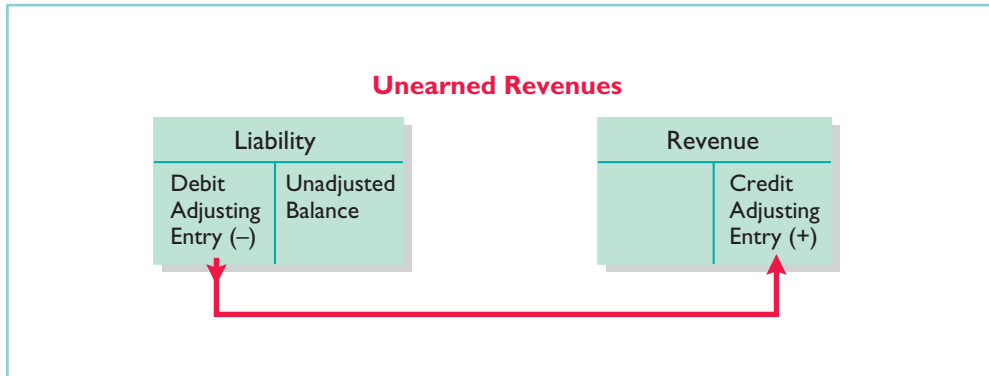 Unearned Revenues
Liability
Debit
Adjusting
Entry (–)
Unadjusted
Balance
Revenue
Credit
Adjusting
Entry (+)